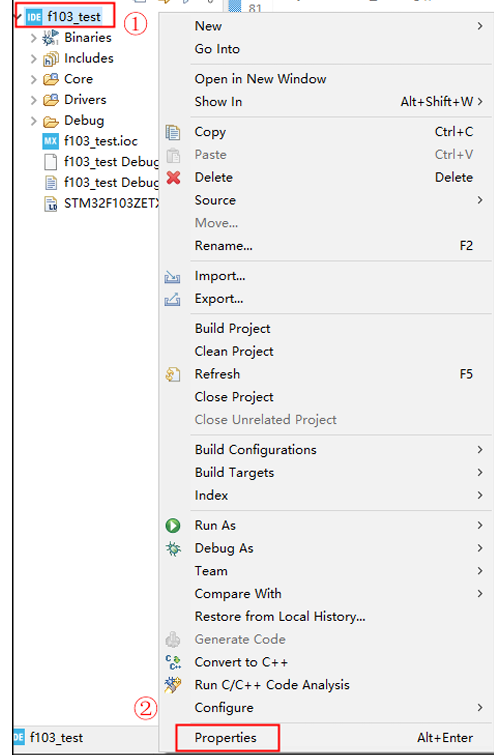 81
IDE f103_test
①
Binaries
Includes
Core
Drivers
Debug
MX f103_test.ioc
f103_test Debug
f103_test Debug
LD STM32F103ZETX
New
Go Into
Open in New Window
Show In Alt+Shift+W
Copy Ctrl+C
Paste Ctrl+V
Delete Delete
Source
Move...
Rename... F2
Import...
Export...
Build Project
Clean Project
Refresh F5
Close Project
Close Unrelated Project
Build Configurations
Build Targets
Index
Run As
Debug As
Team
Compare With
Restore from Local History...
Generate Code
Convert to C++
Run C/C++ Code Analysis
Configure
②
Properties Alt+Enter
IDE f103_test